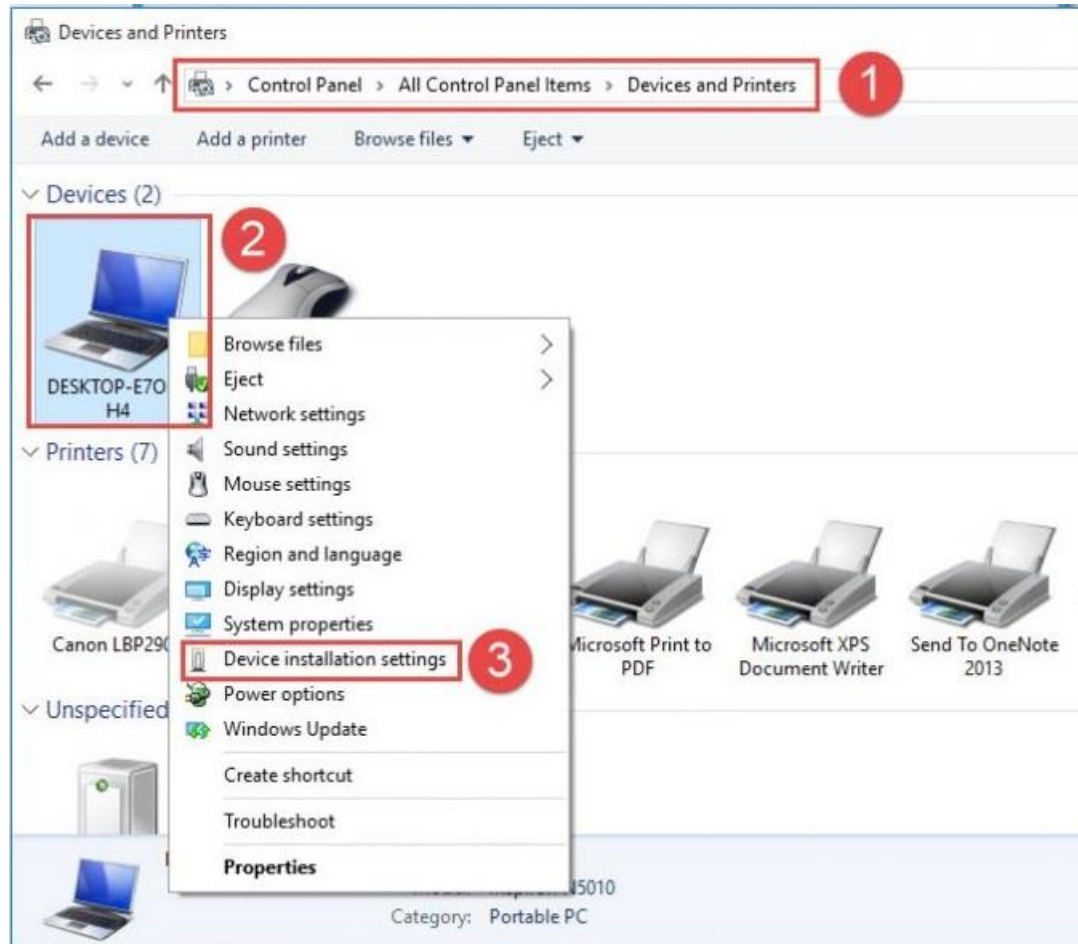 Devices and Printers
Control Panel > All Control Panel Items > Devices and Printers
1
Add a device Add a printer Browse files Eject
Devices (2)
2
DESKTOP-E7O
H4
Browse files
Eject
Network settings
Sound settings
Mouse settings
Keyboard settings
Region and language
Display settings
System properties
Device installation settings
3
Power options
Windows Update
Create shortcut
Troubleshoot
Properties
Printers (7)
Canon LBP290
Microsoft Print to
PDF
Microsoft XPS
Document Writer
Send To OneNote
2013
Unspecified
5010
Category: Portable PC